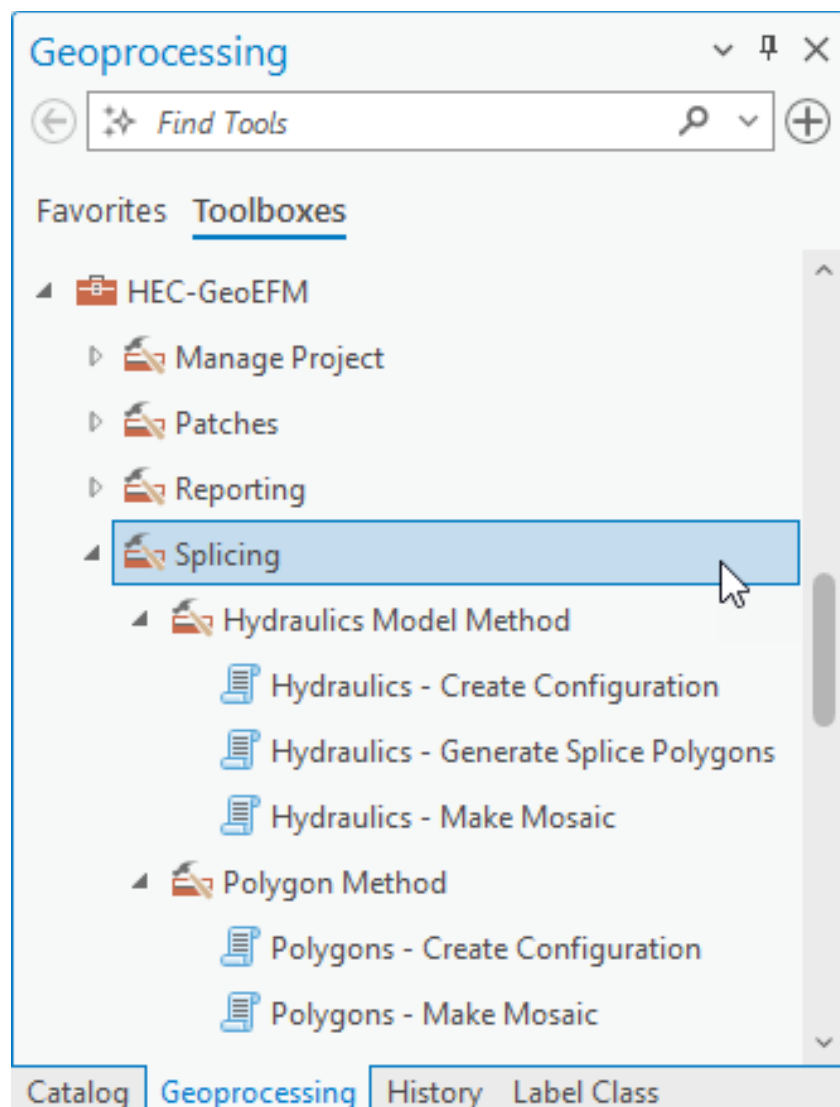 Geoprocessing
Find Tools
Favorites Toolboxes
HEC-GeoEFM
Manage Project
Patches
Reporting
Splicing
Hydraulics Model Method
Hydraulics - Create Configuration
Hydraulics - Generate Splice Polygons
Hydraulics - Make Mosaic
Polygon Method
Polygons - Create Configuration
Polygons - Make Mosaic
Catalog Geoprocessing History Label Class